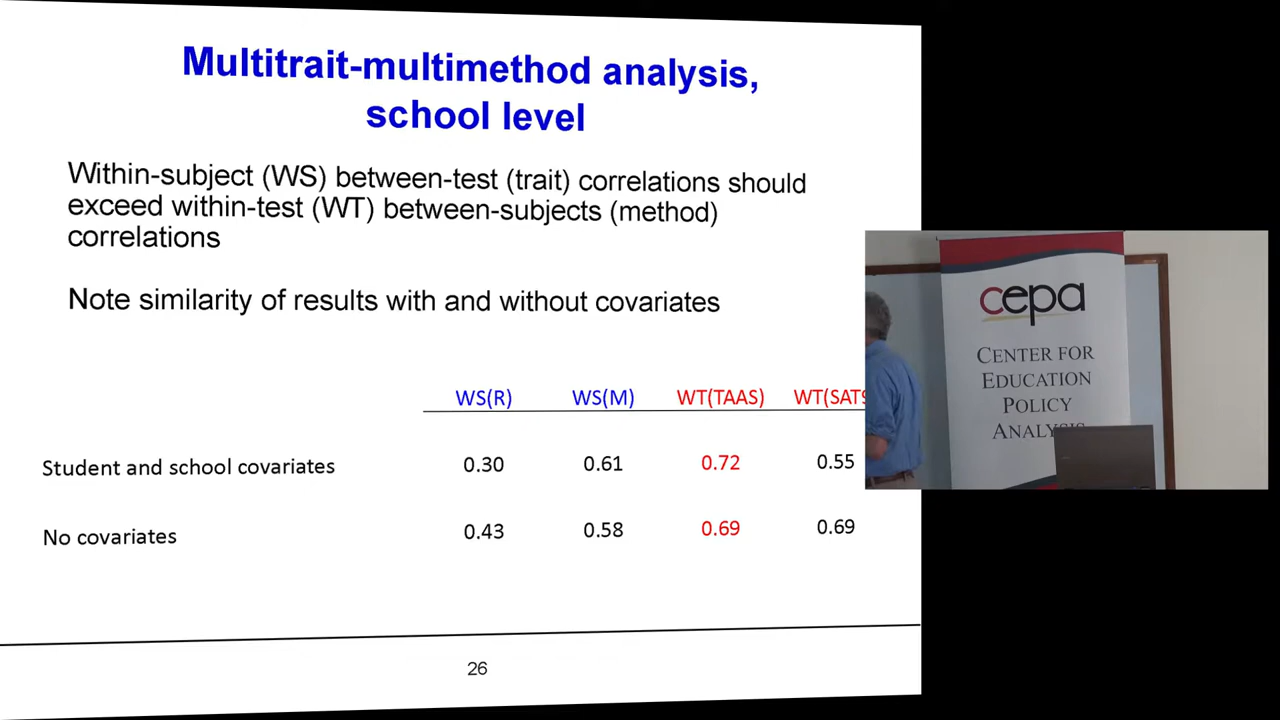 Multitrait-multimethod analysis,
school level
Within-subject (WS) between-test (trait) correlations should
exceed within-test (WT) between-subjects (method)
correlations
Note similarity of results with and without covariates
WS(R) WS(M) WT(TAAS) WT(SAT9
Student and school covariates 0.30 0.61 0.72 0.55
No covariates 0.43 0.58 0.69 0.69
26
cepa
CENTER FOR
EDUCATION
POLICY
ANALYSIS